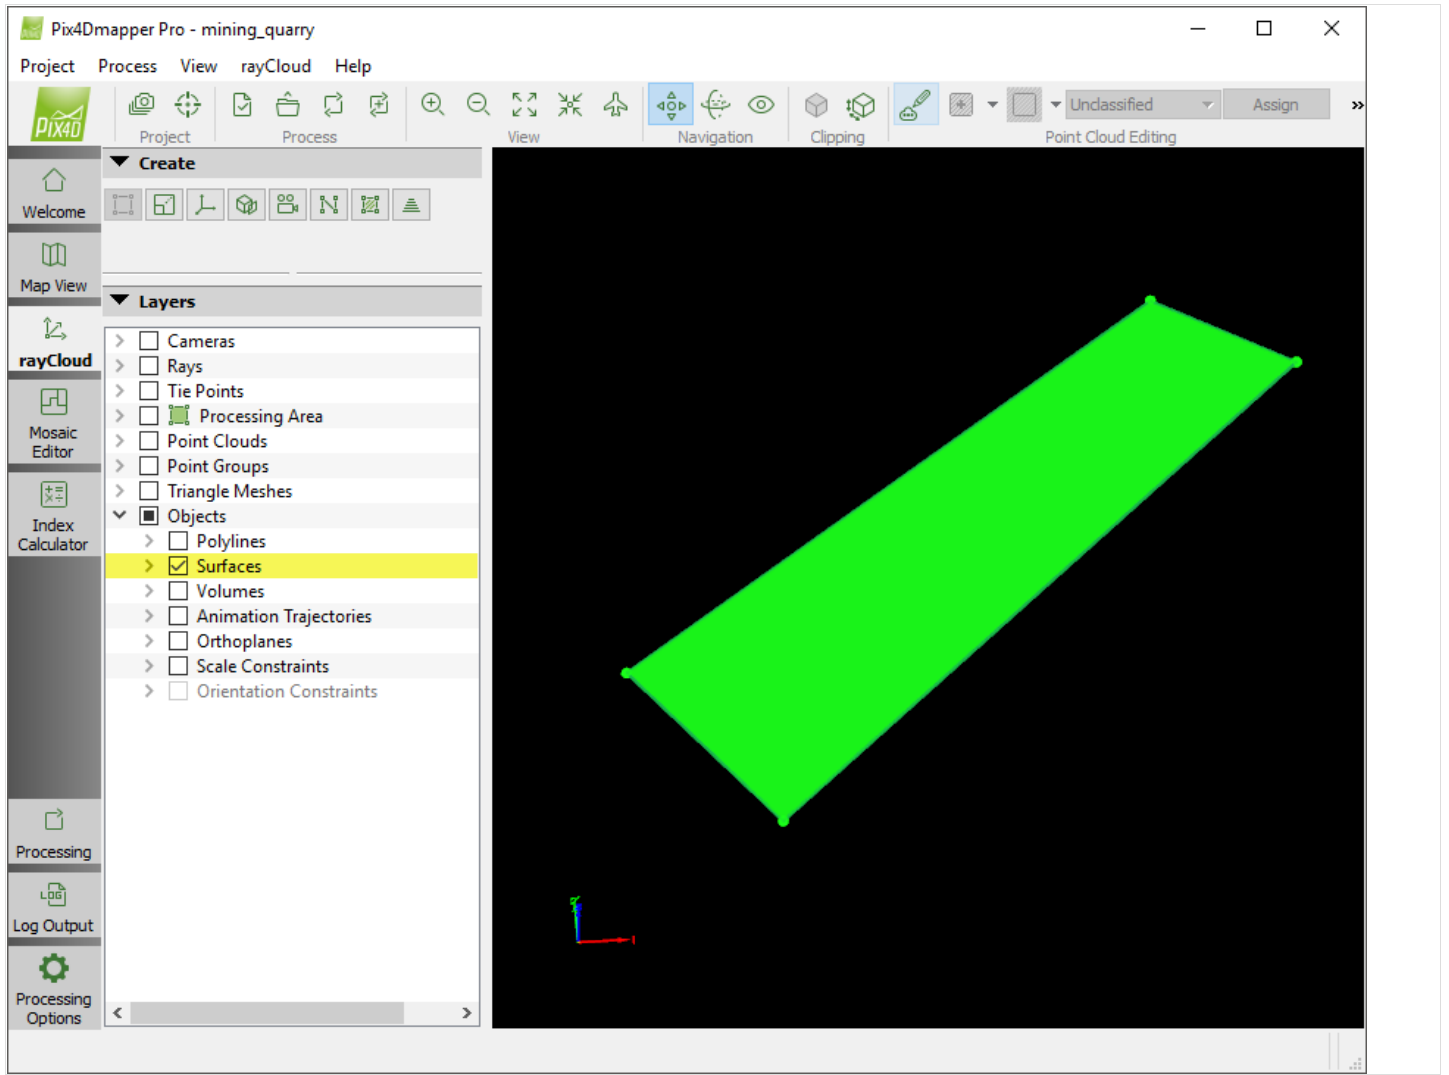 Pix4Dmapper Pro - mining_quarry
Project Process View rayCloud Help
PIX4D
Project Process View Navigation Clipping Point Cloud Editing
Unclassified Assign
Welcome
Map View
rayCloud
Mosaic
Editor
Index
Calculator
Processing
LOG
Log Output
Processing
Options
Create
Layers
Cameras
Rays
Tie Points
Processing Area
Point Clouds
Point Groups
Triangle Meshes
Objects
Polylines
Surfaces
Volumes
Animation Trajectories
Orthoplanes
Scale Constraints
Orientation Constraints